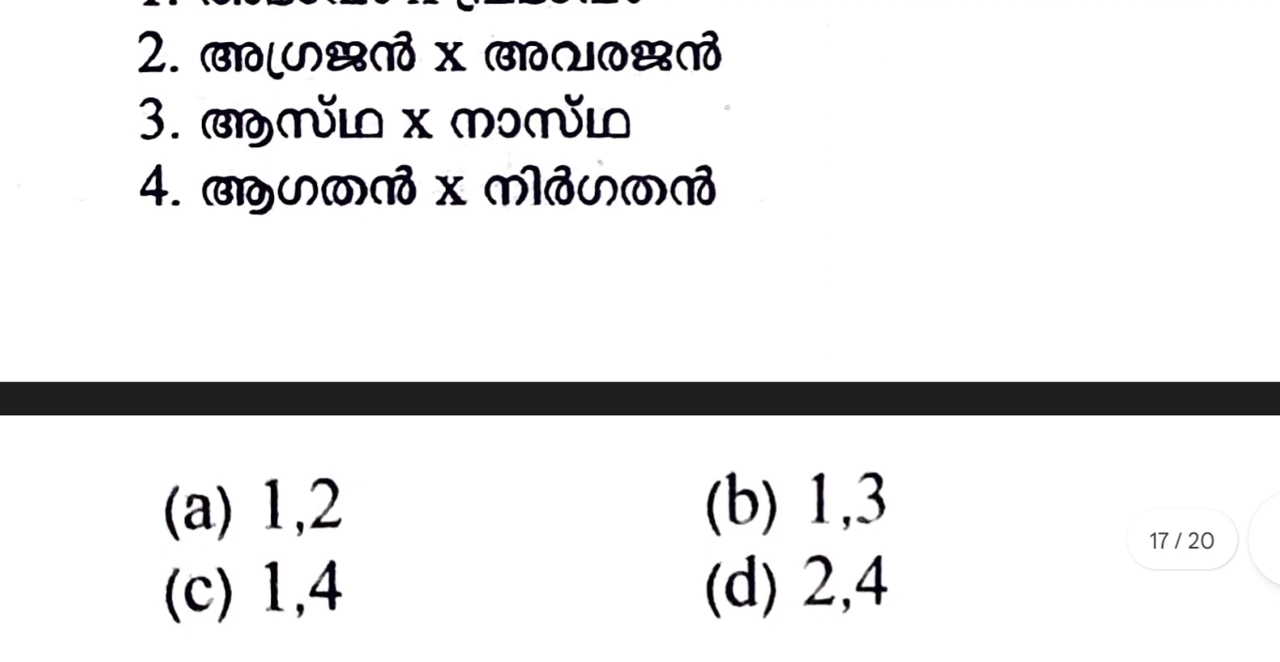 2. അഗ്രജൻ x അവരജൻ
3. ആസ്ഥ x നാസ്ഥ
4. ആഗതൻ x നിർഗതൻ
(a) 1,2
(b) 1,3
17 / 20
(c) 1,4
(d) 2,4